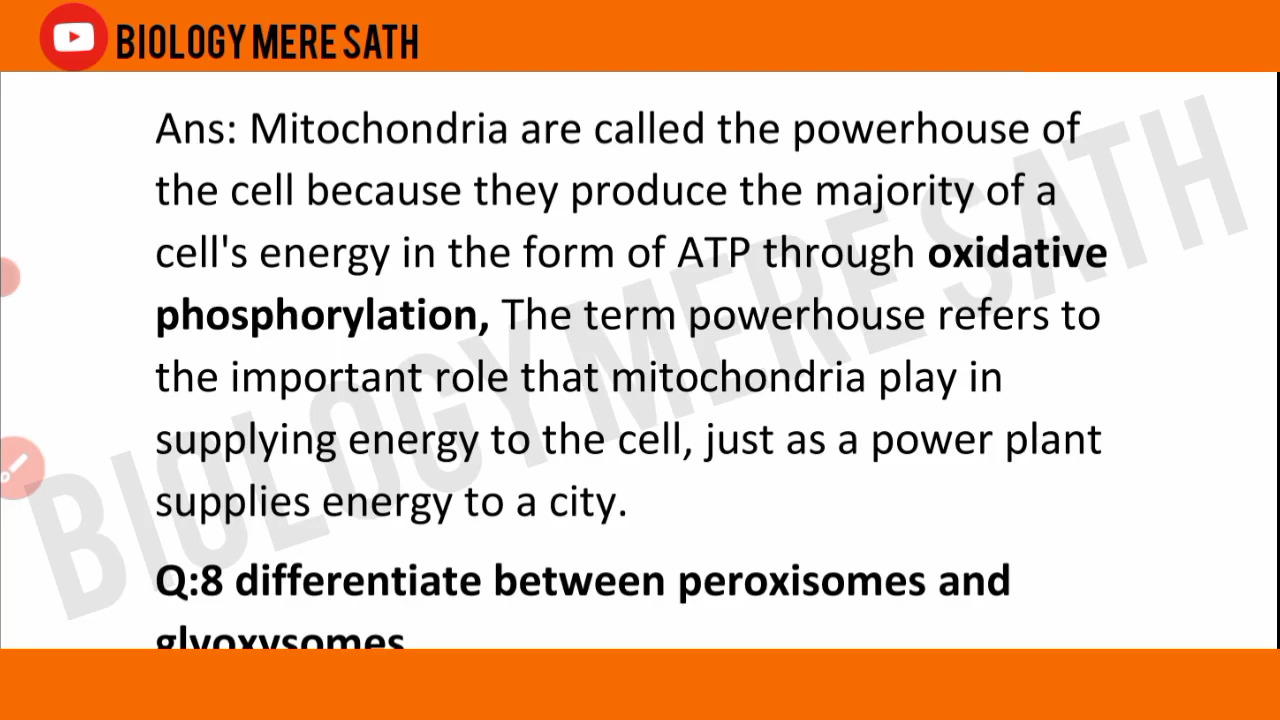 BIOLOGY MERE SATH
Ans: Mitochondria are called the powerhouse of
the cell because they produce the majority of a
cell's energy in the form of ATP through oxidative
phosphorylation, The term powerhouse refers to
the important role that mitochondria play in
supplying energy to the cell, just as a power plant
supplies energy to a city.
Q:8 differentiate between peroxisomes and
glyoxysomes
BIOLOGY MERE SATH